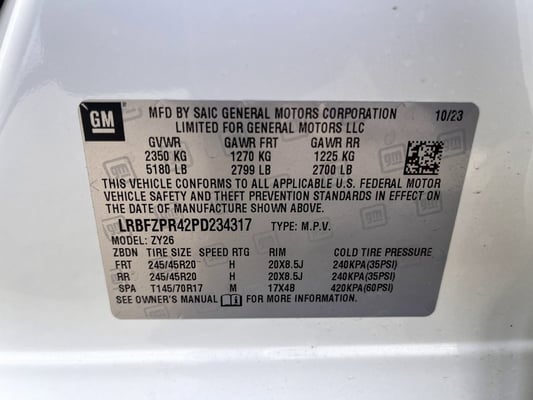 GM
MFD BY SAIC GENERAL MOTORS CORPORATION 10/23
LIMITED FOR GENERAL MOTORS LLC
GVWR GAWR FRT GAWR RR
2350 KG 1270 KG 1225 KG
5180 LB 2799 LB 2700 LB
THIS VEHICLE CONFORMS TO ALL APPLICABLE U.S. FEDERAL MOTOR
VEHICLE SAFETY AND THEFT PREVENTION STANDARDS IN EFFECT ON
THE DATE OF MANUFACTURE SHOWN ABOVE.
LRBFZPR42PD234317 TYPE: M.P.V.
MODEL: ZY26
ZBDN TIRE SIZE SPEED RTG RIM COLD TIRE PRESSURE
FRT 245/45R20 H 20X8.5J 240KPA(35PSI)
RR 245/45R20 H 20X8.5J 240KPA(35PSI)
SPA T145/70R17 M 17X4B 420KPA(60PSI)
SEE OWNER'S MANUAL i FOR MORE INFORMATION.